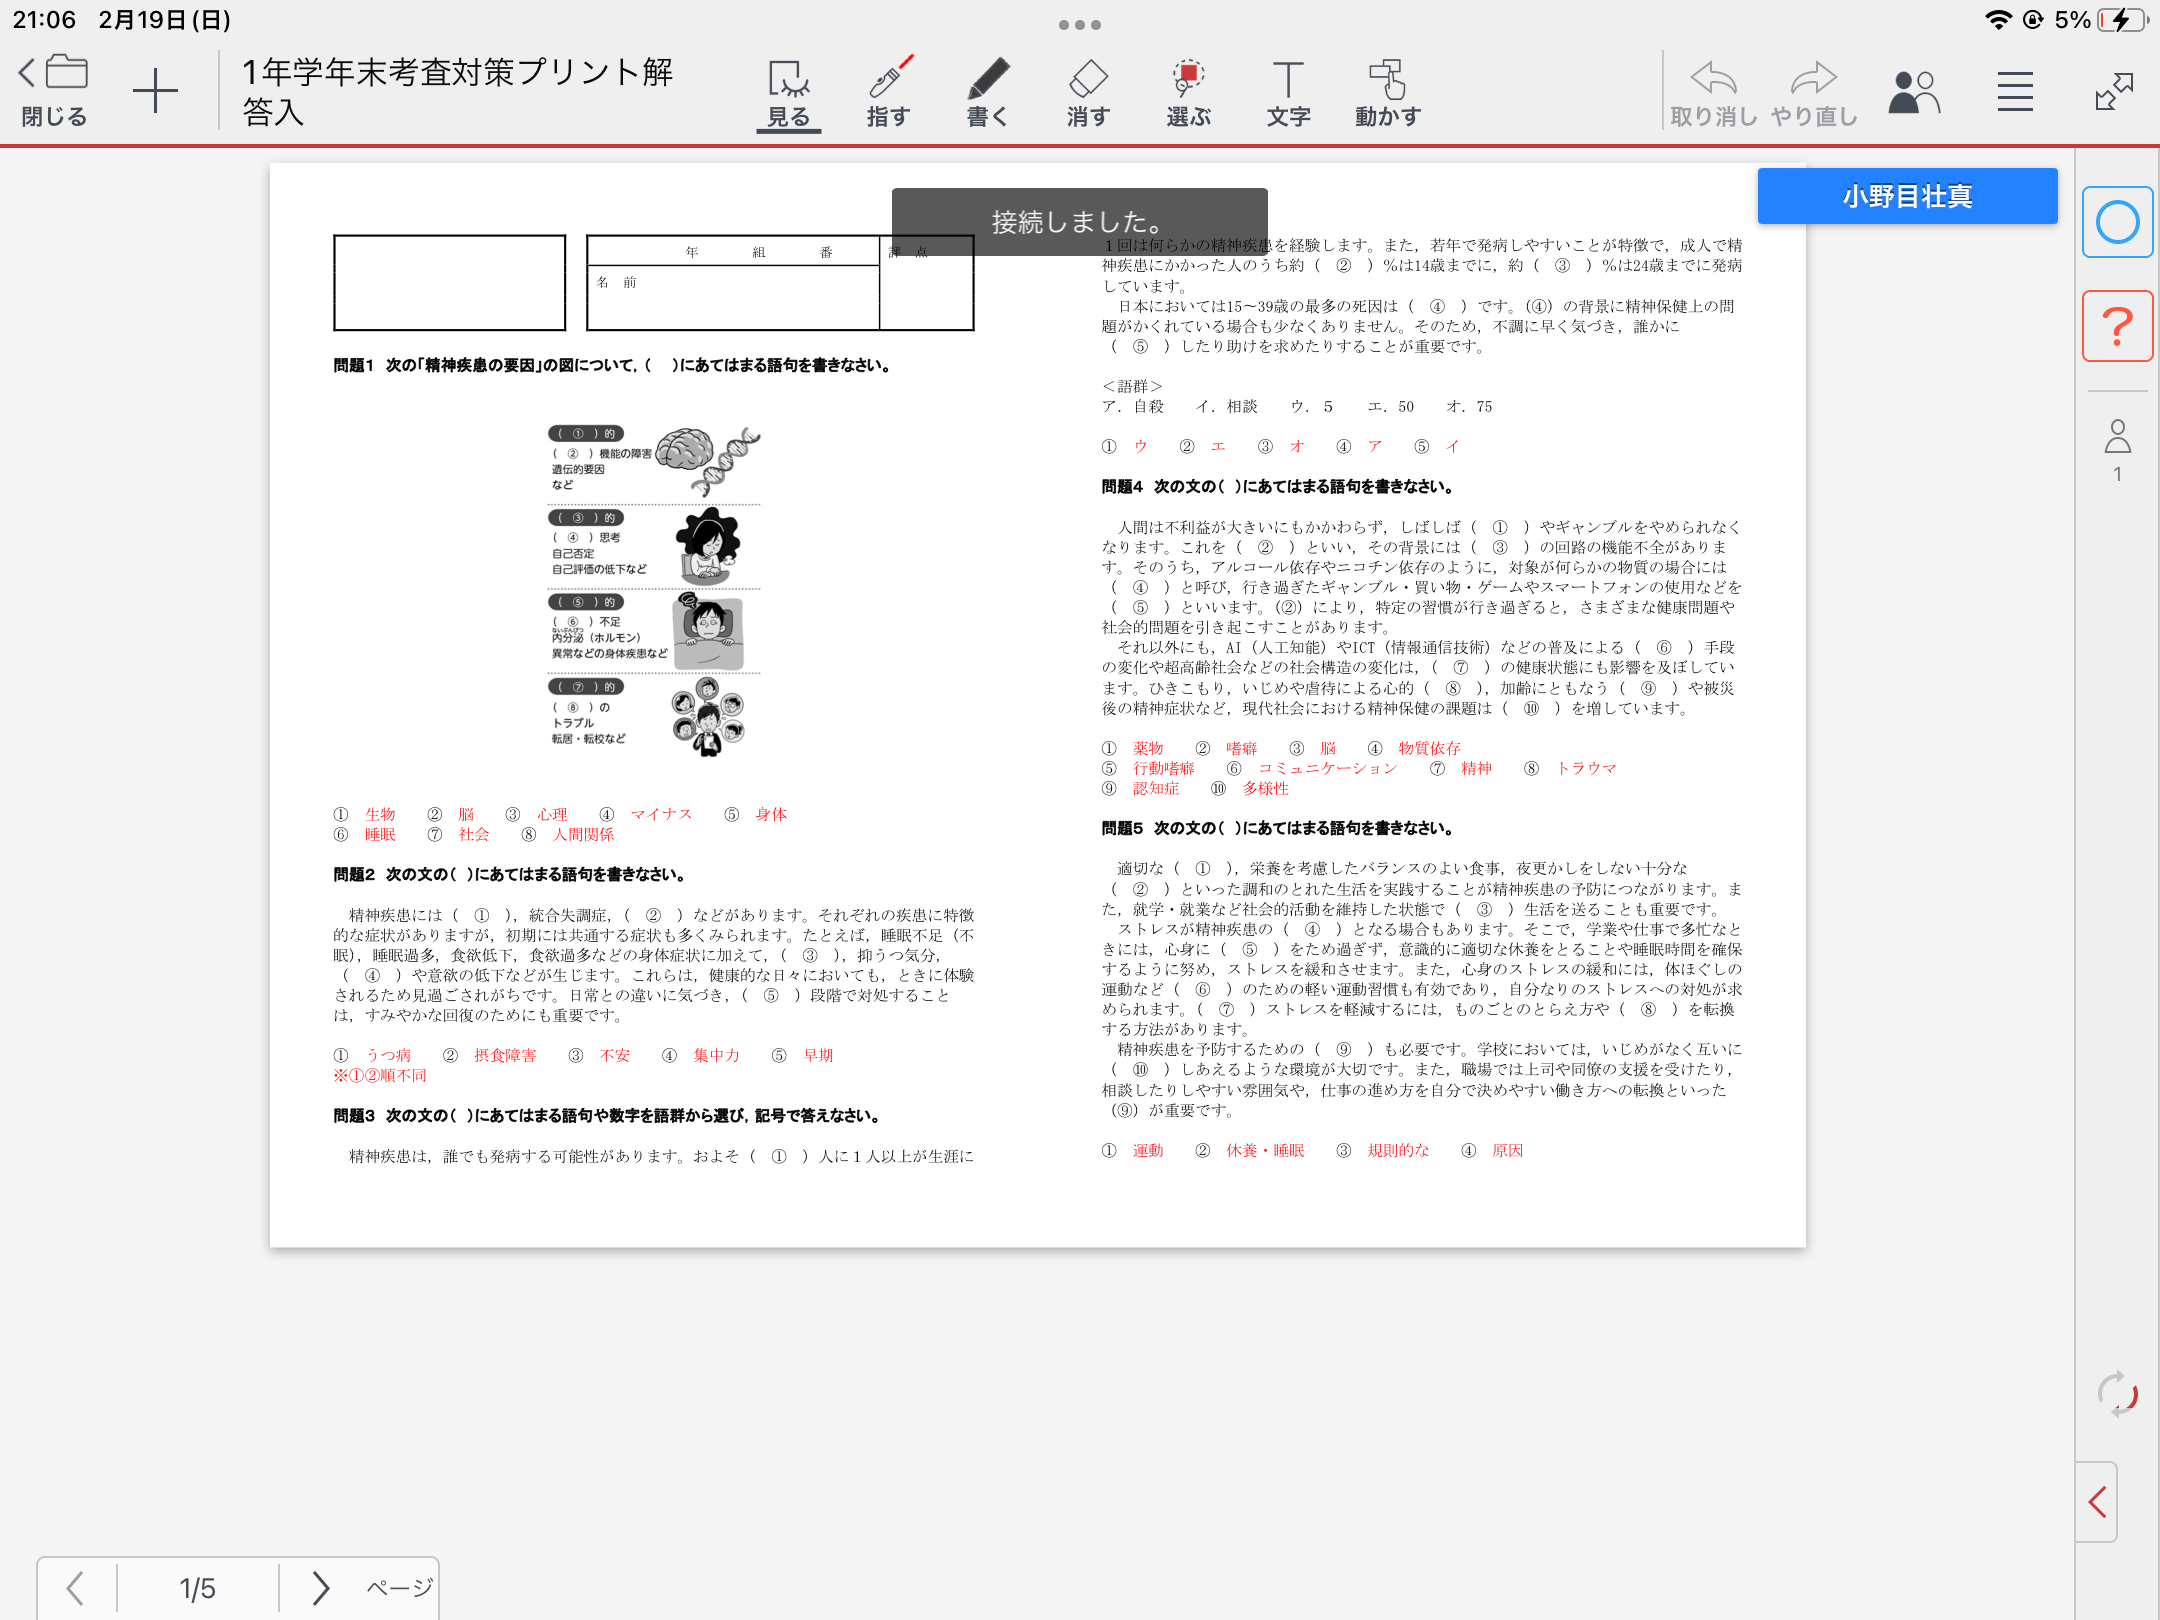 21:06 2月19日(日)
5%
閉じる
1年学年末考査対策プリント解
答入
見る 指す 書く 消す 選ぶ 文字 動かす
取り消し やり直し
小野目壮真
接続しました。
年 組 番
評 点
名 前
問題1 次の「精神疾患の要因」の図について,( )にあてはまる語句を書きなさい。
( ① )的
( ② )機能の障害
遺伝的要因
など
( ③ )的
( ④ )思考
自己否定
自己評価の低下など
( ⑤ )的
( ⑥ )不足
ないぶんぴつ
内分泌(ホルモン)
異常などの身体疾患など
( ⑦ )的
( ⑧ )の
トラブル
転居・転校など
① 生物 ② 脳 ③ 心理 ④ マイナス ⑤ 身体
⑥ 睡眠 ⑦ 社会 ⑧ 人間関係
問題2 次の文の( )にあてはまる語句を書きなさい。
精神疾患には( ① ),統合失調症,( ② )などがあります。それぞれの疾患に特徴
的な症状がありますが,初期には共通する症状も多くみられます。たとえば,睡眠不足(不
眠),睡眠過多,食欲低下,食欲過多などの身体症状に加えて,( ③ ),抑うつ気分,
( ④ )や意欲の低下などが生じます。これらは,健康的な日々においても,ときに体験
されるため見過ごされがちです。日常との違いに気づき,( ⑤ )段階で対処すること
は,すみやかな回復のためにも重要です。
① うつ病 ② 摂食障害 ③ 不安 ④ 集中力 ⑤ 早期
※①②順不同
問題3 次の文の( )にあてはまる語句や数字を語群から選び,記号で答えなさい。
精神疾患は,誰でも発病する可能性があります。およそ( ① )人に1人以上が生涯に
1回は何らかの精神疾患を経験します。また,若年で発病しやすいことが特徴で,成人で精
神疾患にかかった人のうち約( ② )%は14歳までに,約( ③ )%は24歳までに発病
しています。
日本においては15～39歳の最多の死因は( ④ )です。(④)の背景に精神保健上の問
題がかくれている場合も少なくありません。そのため,不調に早く気づき,誰かに
( ⑤ )したり助けを求めたりすることが重要です。
<語群>
ア.自殺 イ.相談 ウ.5 エ.50 オ.75
① ウ ② エ ③ オ ④ ア ⑤ イ
問題4 次の文の( )にあてはまる語句を書きなさい。
人間は不利益が大きいにもかかわらず,しばしば( ① )やギャンブルをやめられなく
なります。これを( ② )といい,その背景には( ③ )の回路の機能不全がありま
す。そのうち,アルコール依存やニコチン依存のように,対象が何らかの物質の場合には
( ④ )と呼び,行き過ぎたギャンブル・買い物・ゲームやスマートフォンの使用などを
( ⑤ )といいます。(②)により,特定の習慣が行き過ぎると,さまざまな健康問題や
社会的問題を引き起こすことがあります。
それ以外にも,AI(人工知能)やICT(情報通信技術)などの普及による( ⑥ )手段
の変化や超高齢社会などの社会構造の変化は,( ⑦ )の健康状態にも影響を及ぼしてい
ます。ひきこもり,いじめや虐待による心的( ⑧ ),加齢にともなう( ⑨ )や被災
後の精神症状など,現代社会における精神保健の課題は( ⑩ )を増しています。
① 薬物 ② 嗜癖 ③ 脳 ④ 物質依存
⑤ 行動嗜癖 ⑥ コミュニケーション ⑦ 精神 ⑧ トラウマ
⑨ 認知症 ⑩ 多様性
問題5 次の文の( )にあてはまる語句を書きなさい。
適切な( ① ),栄養を考慮したバランスのよい食事,夜更かしをしない十分な
( ② )といった調和のとれた生活を実践することが精神疾患の予防につながります。ま
た,就学・就業など社会的活動を維持した状態で( ③ )生活を送ることも重要です。
ストレスが精神疾患の( ④ )となる場合もあります。そこで,学業や仕事で多忙なと
きには,心身に( ⑤ )をため過ぎず,意識的に適切な休養をとることや睡眠時間を確保
するように努め,ストレスを緩和させます。また,心身のストレスの緩和には,体ほぐしの
運動など( ⑥ )のための軽い運動習慣も有効であり,自分なりのストレスへの対処が求
められます。( ⑦ )ストレスを軽減するには,ものごとのとらえ方や( ⑧ )を転換
する方法があります。
精神疾患を予防するための( ⑨ )も必要です。学校においては,いじめがなく互いに
( ⑩ )しあえるような環境が大切です。また,職場では上司や同僚の支援を受けたり,
相談したりしやすい雰囲気や,仕事の進め方を自分で決めやすい働き方への転換といった
(⑨)が重要です。
① 運動 ② 休養・睡眠 ③ 規則的な ④ 原因
?
1
1/5
ページ